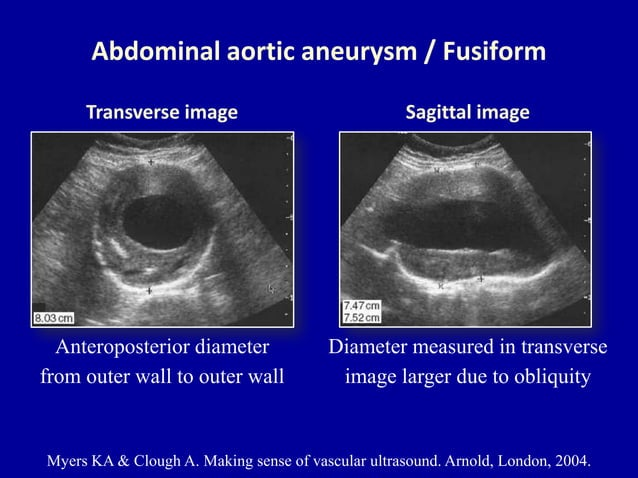 Abdominal aortic aneurysm / Fusiform
Transverse image
Sagittal image
8.03 cm
7.47 cm
7.52 cm
Anteroposterior diameter
from outer wall to outer wall
Diameter measured in transverse
image larger due to obliquity
Myers KA & Clough A. Making sense of vascular ultrasound. Arnold, London, 2004.